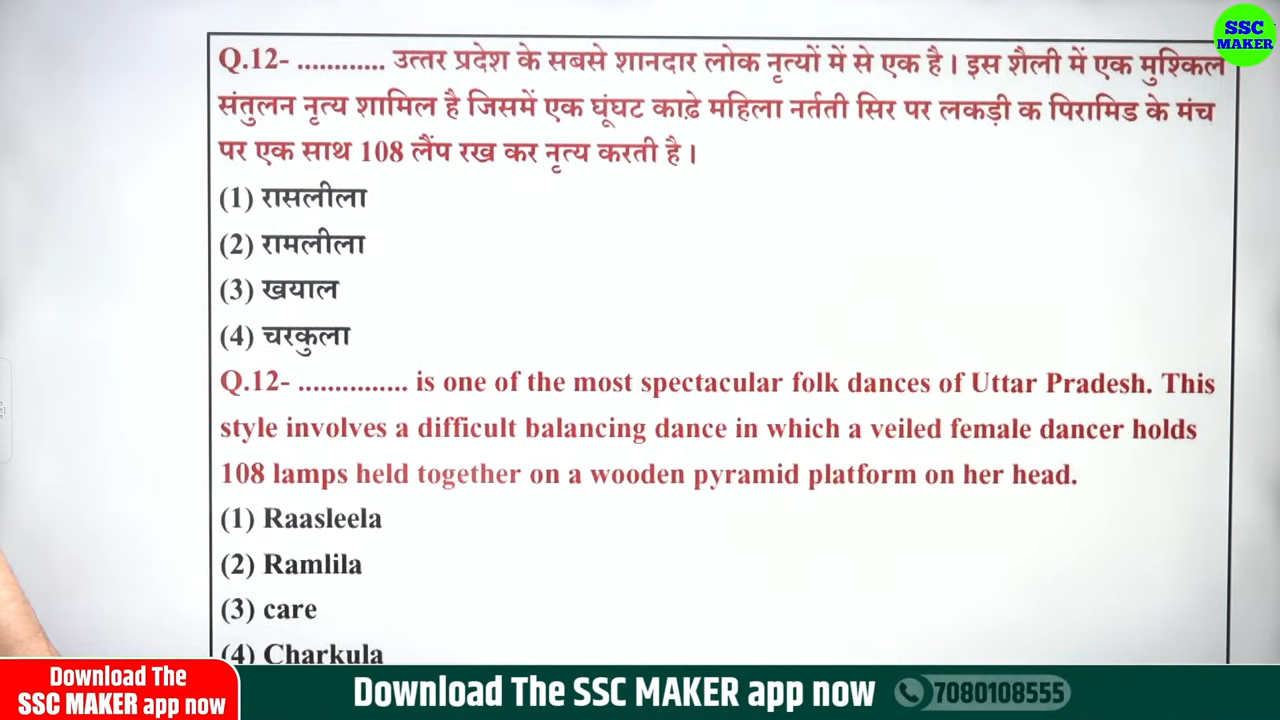 SSC
MAKER
Q.12- ............ उत्तर प्रदेश के सबसे शानदार लोक नृत्यों में से एक है। इस शैली में एक मुश्किल
संतुलन नृत्य शामिल है जिसमें एक घूंघट काढ़े महिला नर्तती सिर पर लकड़ी क पिरामिड के मंच
पर एक साथ 108 लैंप रख कर नृत्य करती है।
(1) रासलीला
(2) रामलीला
(3) खयाल
(4) चरकुला
Q.12- ............... is one of the most spectacular folk dances of Uttar Pradesh. This
style involves a difficult balancing dance in which a veiled female dancer holds
108 lamps held together on a wooden pyramid platform on her head.
(1) Raasleela
(2) Ramlila
(3) care
(4) Charkula
Download The
SSC MAKER app now
Download The SSC MAKER app now 7080108555